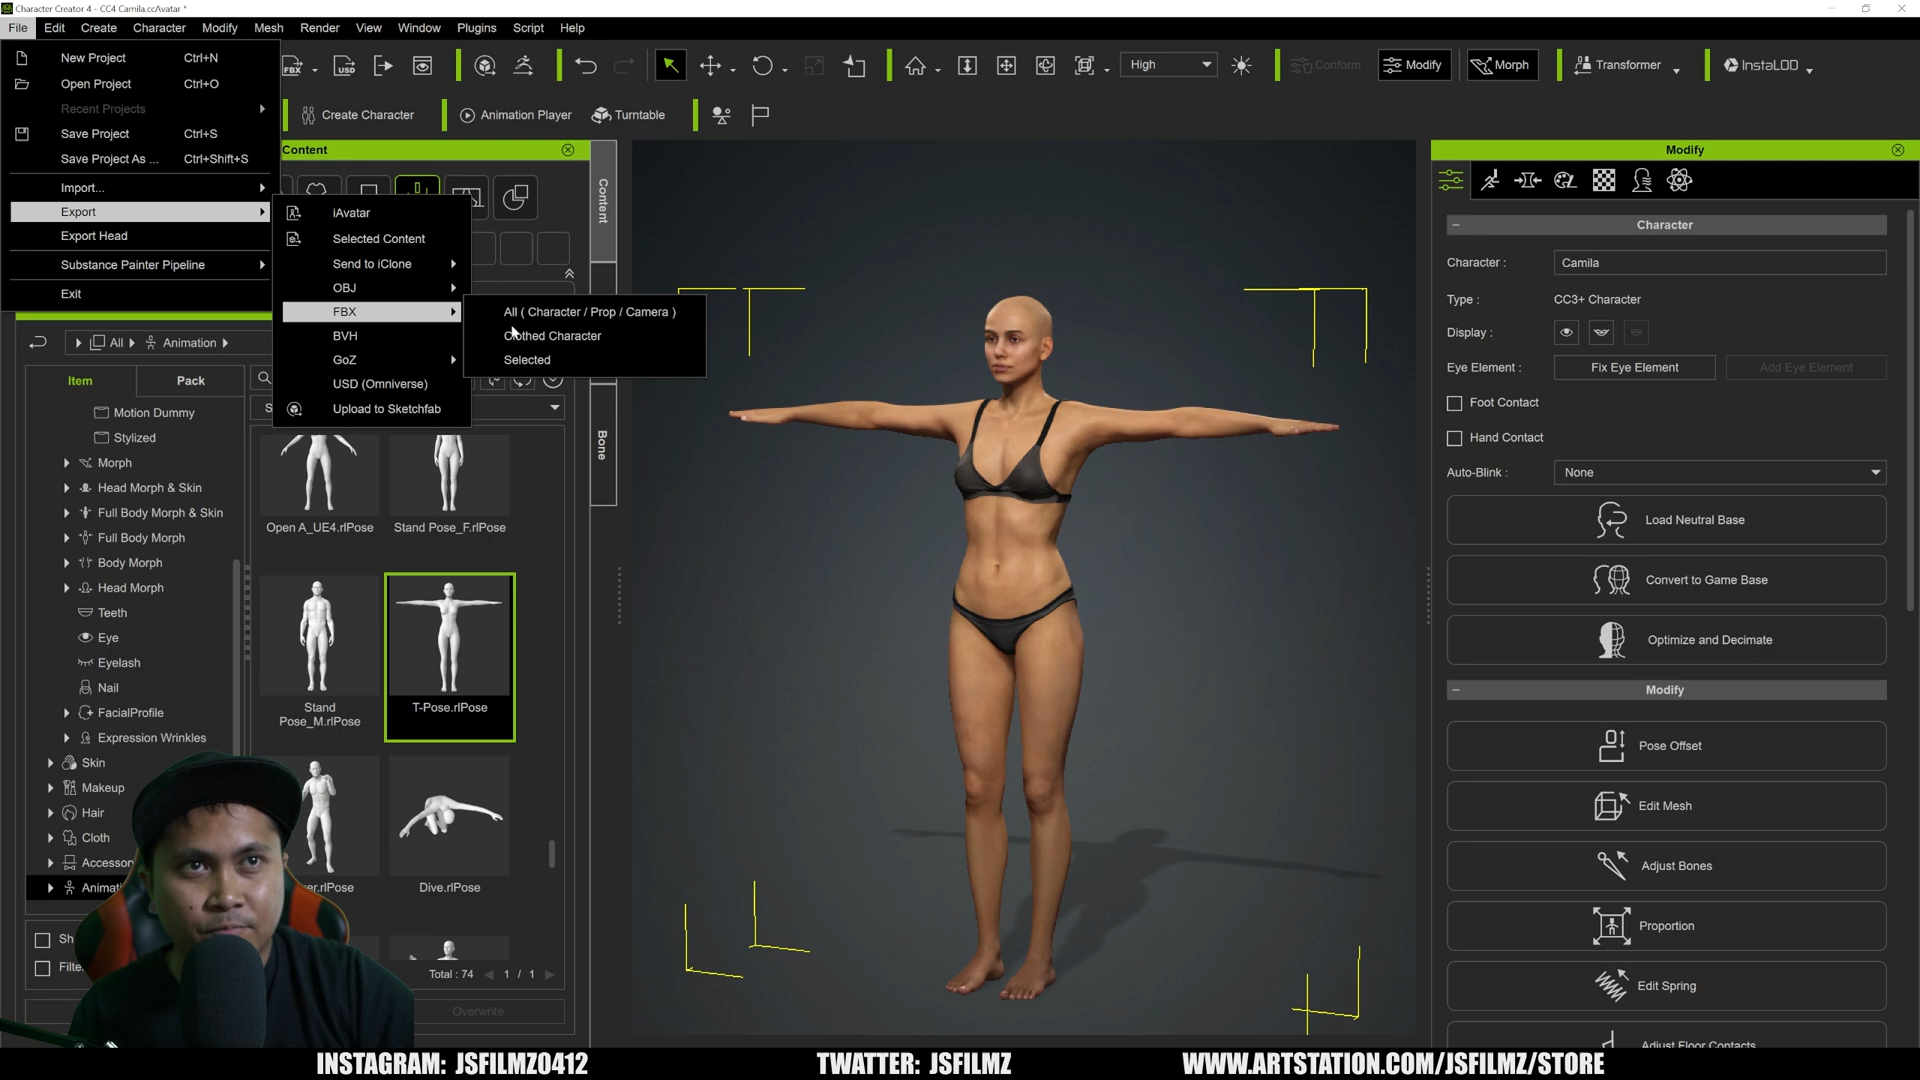 Character Creator 4 - CC4 Camila.ccAvatar *
File Edit Create Character Modify Mesh Render View Window Plugins Script Help
New Project Ctrl+N
Open Project Ctrl+O
Recent Projects
Save Project Ctrl+S
Save Project As ... Ctrl+Shift+S
Import...
Export
Export Head
Substance Painter Pipeline
Exit
FBX
USD
High
Conform
Modify
Morph
Transformer
InstaLOD
Create Character
Animation Player
Turntable
Content
iAvatar
Selected Content
Send to iClone
OBJ
FBX
BVH
GoZ
USD (Omniverse)
Upload to Sketchfab
All ( Character / Prop / Camera )
Clothed Character
Selected
Content
Bone
All
Animation
Item
Pack
Motion Dummy
Stylized
Morph
Head Morph & Skin
Full Body Morph & Skin
Full Body Morph
Body Morph
Head Morph
Teeth
Eye
Eyelash
Nail
FacialProfile
Expression Wrinkles
Skin
Makeup
Hair
Cloth
Accessor
Animati
Sh
Filte
Open A_UE4.rlPose
Stand Pose_F.rlPose
Stand
Pose_M.rlPose
T-Pose.rlPose
er.rlPose
Dive.rlPose
Total : 74
1 / 1
Overwrite
Modify
Character
Character :
Camila
Type :
CC3+ Character
Display :
Eye Element :
Fix Eye Element
Add Eye Element
Foot Contact
Hand Contact
Auto-Blink :
None
Load Neutral Base
Convert to Game Base
Optimize and Decimate
Modify
Pose Offset
Edit Mesh
Adjust Bones
Proportion
Edit Spring
Adjust Floor Contacts
INSTAGRAM: JSFILMZ0412
TWATTER: JSFILMZ
WWW.ARTSTATION.COM/JSFILMZ/STORE